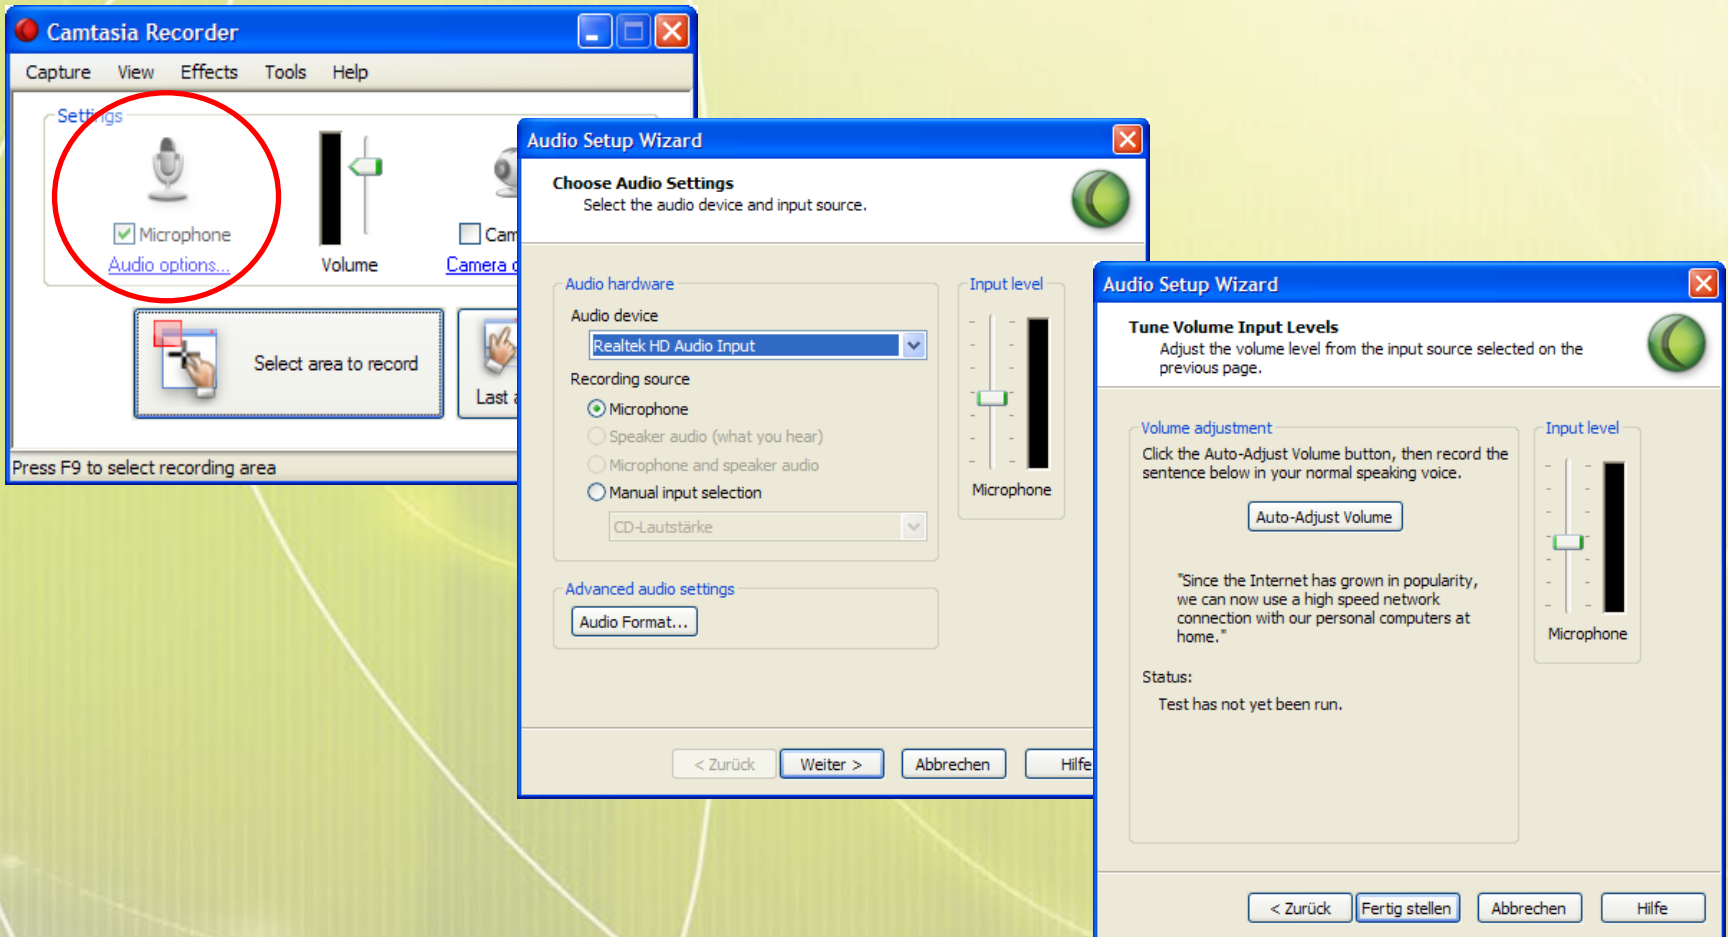 Camtasia Recorder
Capture View Effects Tools Help
Settings
Microphone
Audio options...
Volume
Cam
Camera
Select area to record
Last
Press F9 to select recording area
Audio Setup Wizard
Choose Audio Settings
Select the audio device and input source.
Audio hardware
Audio device
Realtek HD Audio Input
Recording source
Microphone
Speaker audio (what you hear)
Microphone and speaker audio
Manual input selection
CD-Lautstärke
Input level
Microphone
Advanced audio settings
Audio Format...
< Zurück
Weiter >
Abbrechen
Hilfe
Audio Setup Wizard
Tune Volume Input Levels
Adjust the volume level from the input source selected on the
previous page.
Volume adjustment
Click the Auto-Adjust Volume button, then record the
sentence below in your normal speaking voice.
Auto-Adjust Volume
"Since the Internet has grown in popularity,
we can now use a high speed network
connection with our personal computers at
home."
Status:
Test has not yet been run.
Input level
Microphone
< Zurück
Fertig stellen
Abbrechen
Hilfe